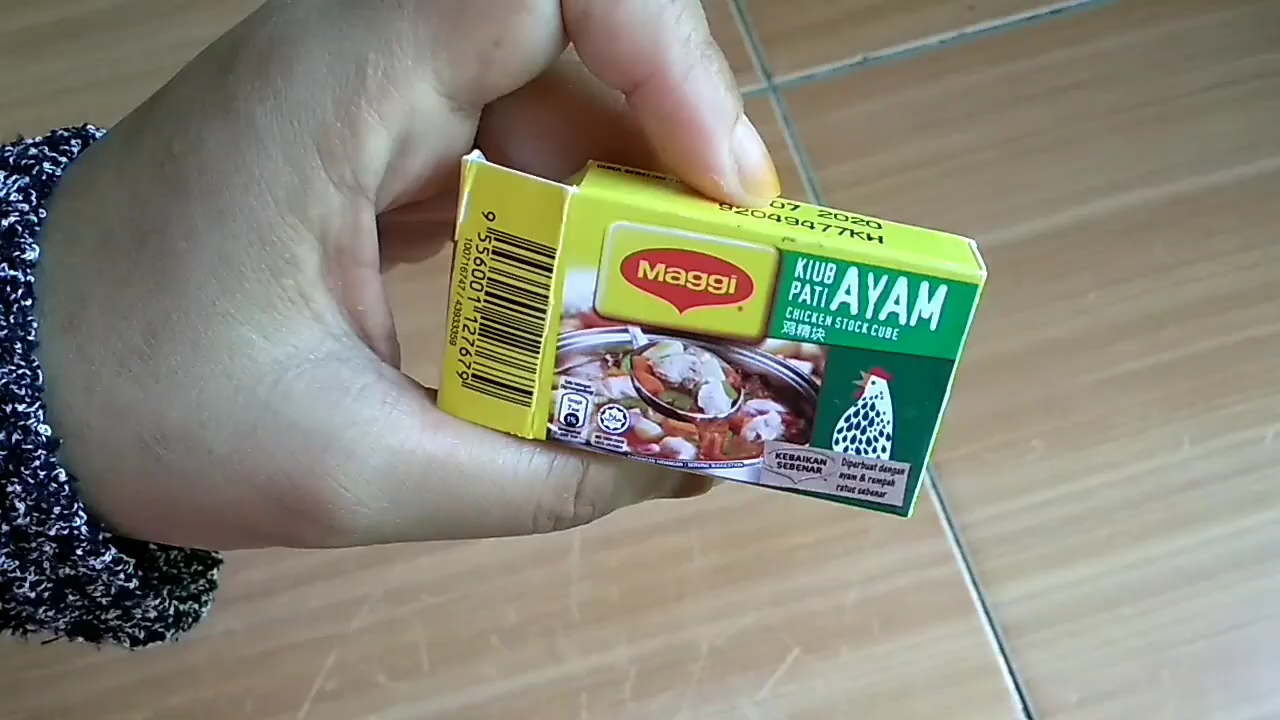 07 2020
92049477KH
Maggi
KIUB
PATI AYAM
CHICKEN STOCK CUBE
鸡精块
KEBAIKAN
SEBENAR
Diperbuat dengan
ayam & rempah
ratus sebenar
9 556001 127679